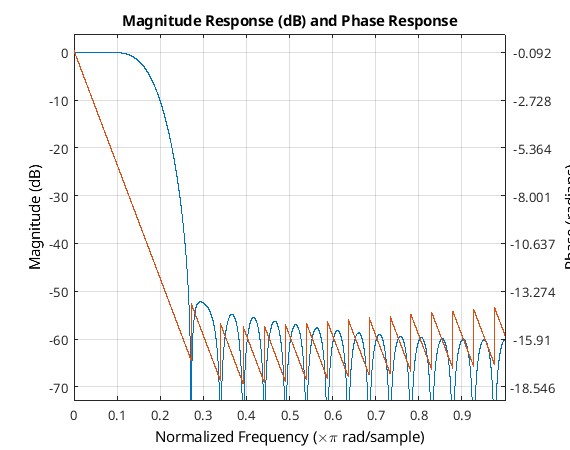 Magnitude Response (dB) and Phase Response
0 -0.092
-10 -2.728
-20 -5.364
-30 -8.001
-40 -10.637
-50 -13.274
-60 -15.91
-70 -18.546
Magnitude (dB)
Phase (radians)
0 0.1 0.2 0.3 0.4 0.5 0.6 0.7 0.8 0.9
Normalized Frequency (×π rad/sample)